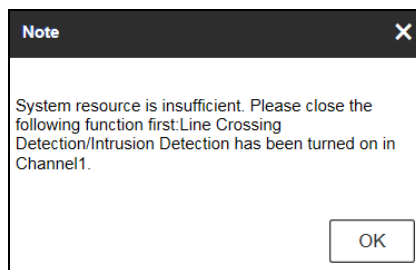 Note
System resource is insufficient. Please close the
following function first:Line Crossing
Detection/Intrusion Detection has been turned on in
Channel1.
OK